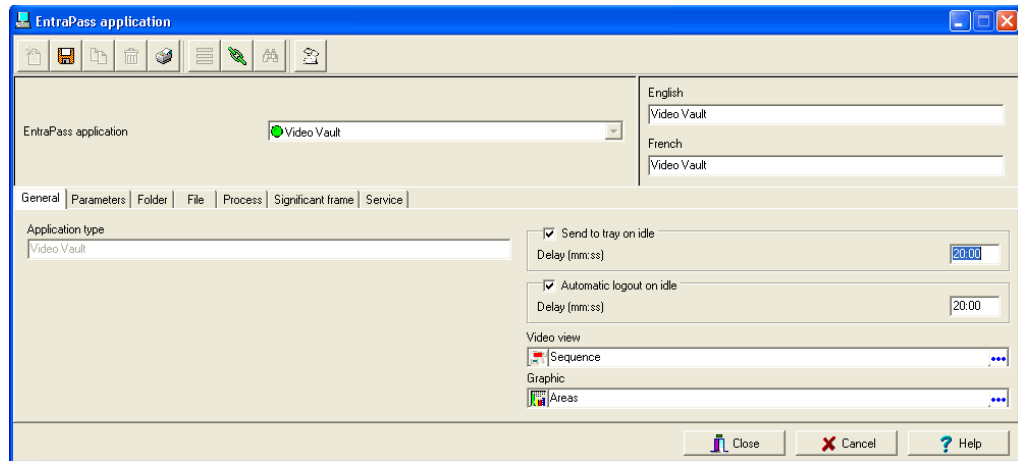 EntraPass application
English
Video Vault
EntraPass application
Video Vault
French
Video Vault
General Parameters Folder File Process Significant frame Service
Application type
Video Vault
Send to tray on idle
Delay (mm:ss) 20:00
Automatic logout on idle
Delay (mm:ss) 20:00
Video view
Sequence
Graphic
Areas
Close Cancel ? Help